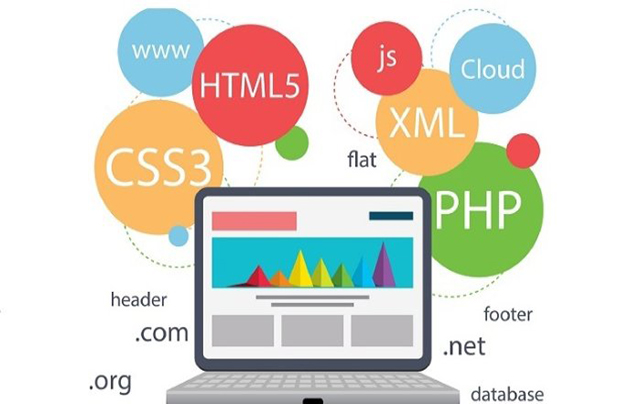 www
HTML5
js
Cloud
CSS3
XML
flat
PHP
header
.com
footer
.net
.org
database